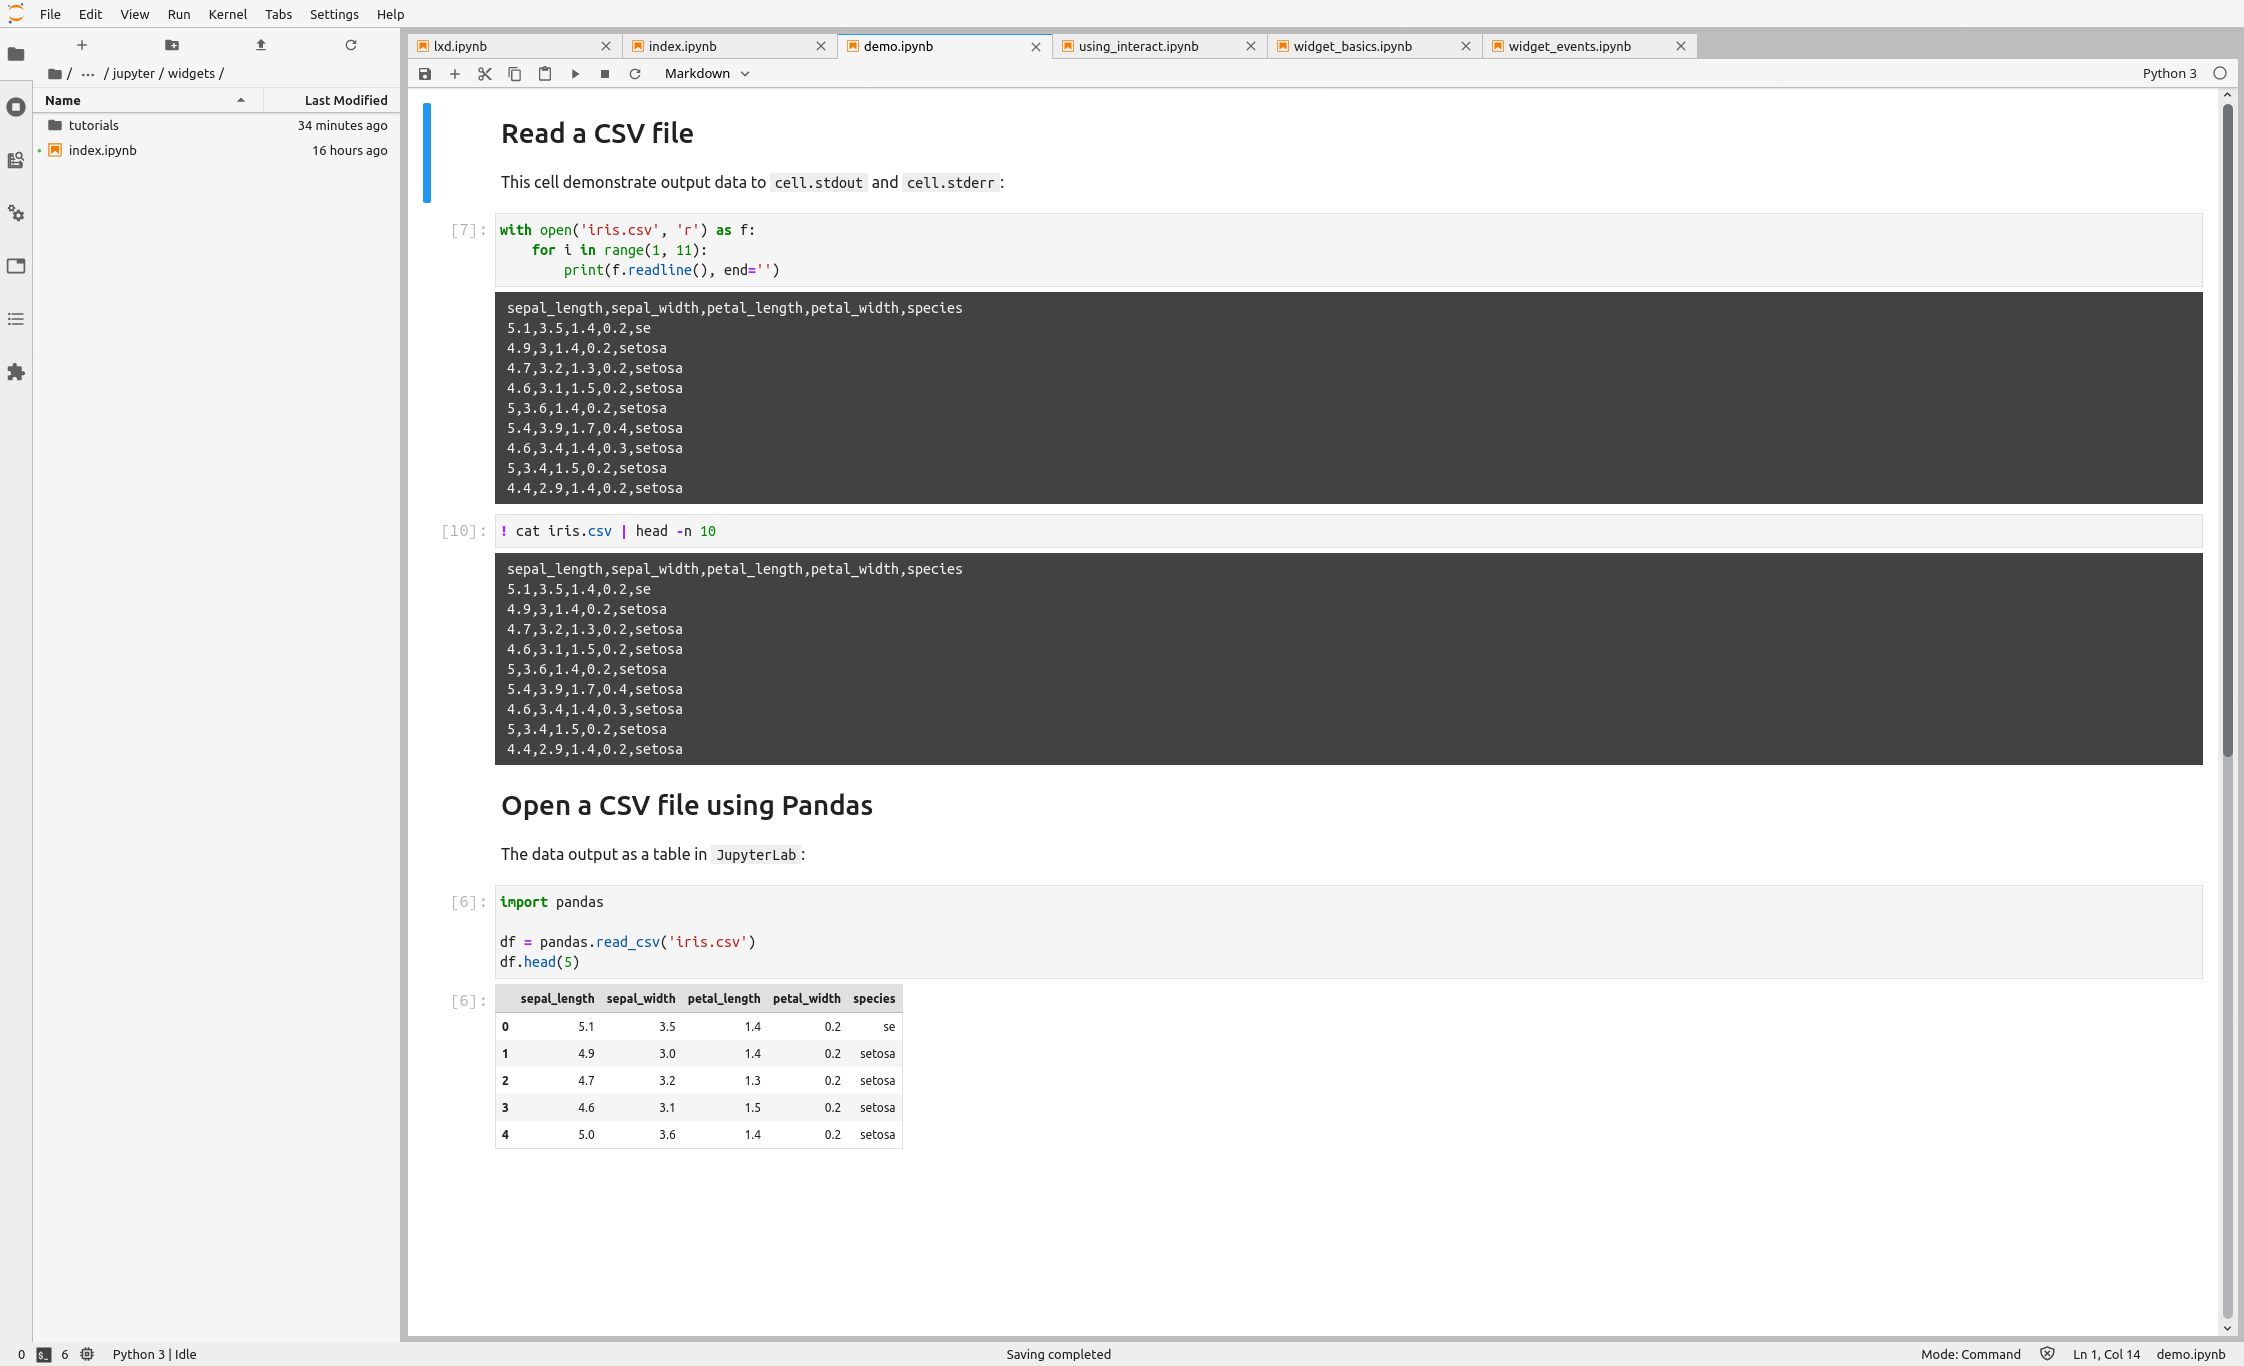 File Edit View Run Kernel Tabs Settings Help
/ ... / jupyter / widgets /
Name Last Modified
tutorials 34 minutes ago
index.ipynb 16 hours ago
lxd.ipynb index.ipynb demo.ipynb using_interact.ipynb widget_basics.ipynb widget_events.ipynb
Markdown Python 3
Read a CSV file
This cell demonstrate output data to cell.stdout and cell.stderr:
[7]: with open('iris.csv', 'r') as f:
    for i in range(1, 11):
        print(f.readline(), end='')
sepal_length,sepal_width,petal_length,petal_width,species
5.1,3.5,1.4,0.2,se
4.9,3,1.4,0.2,setosa
4.7,3.2,1.3,0.2,setosa
4.6,3.1,1.5,0.2,setosa
5,3.6,1.4,0.2,setosa
5.4,3.9,1.7,0.4,setosa
4.6,3.4,1.4,0.3,setosa
5,3.4,1.5,0.2,setosa
4.4,2.9,1.4,0.2,setosa
[10]: ! cat iris.csv | head -n 10
sepal_length,sepal_width,petal_length,petal_width,species
5.1,3.5,1.4,0.2,se
4.9,3,1.4,0.2,setosa
4.7,3.2,1.3,0.2,setosa
4.6,3.1,1.5,0.2,setosa
5,3.6,1.4,0.2,setosa
5.4,3.9,1.7,0.4,setosa
4.6,3.4,1.4,0.3,setosa
5,3.4,1.5,0.2,setosa
4.4,2.9,1.4,0.2,setosa
Open a CSV file using Pandas
The data output as a table in JupyterLab:
[6]: import pandas
df = pandas.read_csv('iris.csv')
df.head(5)
[6]: sepal_length sepal_width petal_length petal_width species
0 5.1 3.5 1.4 0.2 se
1 4.9 3.0 1.4 0.2 setosa
2 4.7 3.2 1.3 0.2 setosa
3 4.6 3.1 1.5 0.2 setosa
4 5.0 3.6 1.4 0.2 setosa
0 $_ 6 Python 3 | Idle Saving completed Mode: Command Ln 1, Col 14 demo.ipynb